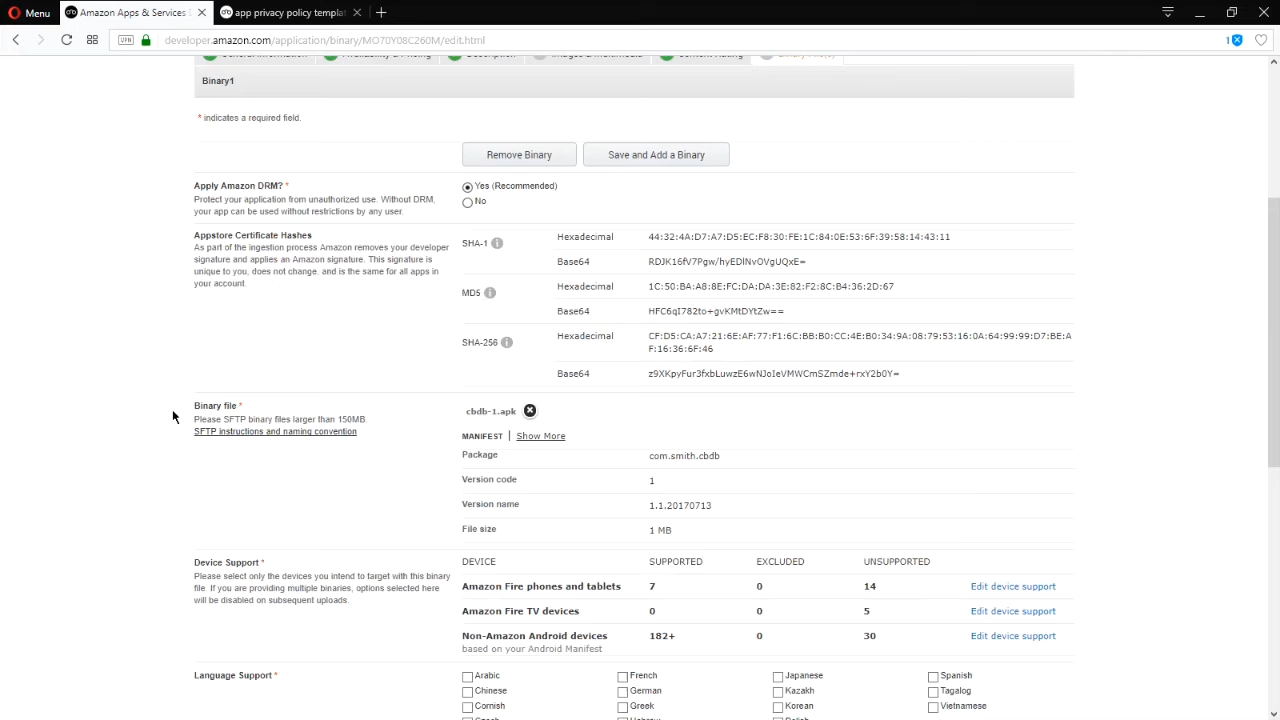 Menu
Amazon Apps & Services
app privacy policy templat
VPN
developer.amazon.com/application/binary/MO70Y08C260M/edit.html
1
Binary1
* indicates a required field.
Remove Binary
Save and Add a Binary
Apply Amazon DRM? *
Protect your application from unauthorized use. Without DRM,
your app can be used without restrictions by any user.
Yes (Recommended)
No
Appstore Certificate Hashes
As part of the ingestion process Amazon removes your developer
signature and applies an Amazon signature. This signature is
unique to you, does not change, and is the same for all apps in
your account.
SHA-1
Hexadecimal 44:32:4A:D7:A7:D5:EC:F8:30:FE:1C:84:0E:53:6F:39:58:14:43:11
Base64 RDJK16fV7Pgw/hyEDlNvOVgUQxE=
MD5
Hexadecimal 1C:50:BA:A8:8E:FC:DA:DA:3E:82:F2:8C:B4:36:2D:67
Base64 HFC6qI782to+gvKMtDYtZw==
SHA-256
Hexadecimal CF:D5:CA:A7:21:6E:AF:77:F1:6C:BB:B0:CC:4E:B0:34:9A:08:79:53:16:0A:64:99:99:D7:BE:A
F:16:36:6F:46
Base64 z9XKpyFur3fxbLuwzE6wNJoIeVMWCmSZmde+rxY2b0Y=
Binary file *
Please SFTP binary files larger than 150MB
SFTP instructions and naming convention
cbdb-1.apk
MANIFEST | Show More
Package com.smith.cbdb
Version code 1
Version name 1.1.20170713
File size 1 MB
Device Support *
Please select only the devices you intend to target with this binary
file. If you are providing multiple binaries, options selected here
will be disabled on subsequent uploads.
DEVICE SUPPORTED EXCLUDED UNSUPPORTED
Amazon Fire phones and tablets 7 0 14 Edit device support
Amazon Fire TV devices 0 0 5 Edit device support
Non-Amazon Android devices 182+ 0 30 Edit device support
based on your Android Manifest
Language Support *
Arabic French Japanese Spanish
Chinese German Kazakh Tagalog
Cornish Greek Korean Vietnamese